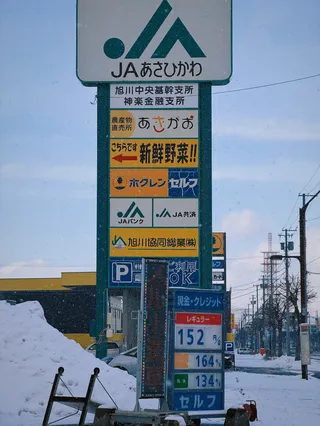 JAあさひかわ
旭川中央基幹支所
神楽金融支所
農産物
直売所
あさがお
こちらです
新鮮野菜!!
ホクレン セルフ
JAバンク JA共済
旭川協同総業㈱
P
OK
現金・クレジット
レギュラー
152
164
134
セルフ